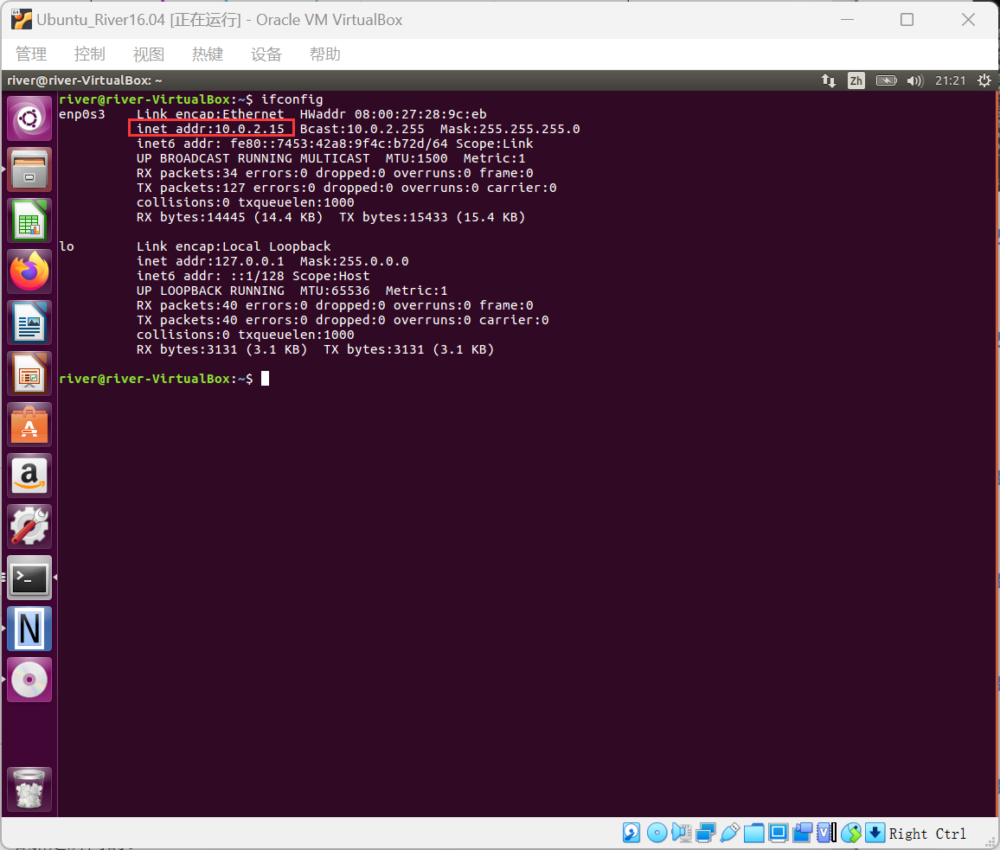 Ubuntu_River16.04 [正在运行] - Oracle VM VirtualBox
管理 控制 视图 热键 设备 帮助
river@river-VirtualBox: ~ Zh 21:21
river@river-VirtualBox:~$ ifconfig
enp0s3 Link encap:Ethernet HWaddr 08:00:27:28:9c:eb
inet addr:10.0.2.15 Bcast:10.0.2.255 Mask:255.255.255.0
inet6 addr: fe80::7453:42a8:9f4c:b72d/64 Scope:Link
UP BROADCAST RUNNING MULTICAST MTU:1500 Metric:1
RX packets:34 errors:0 dropped:0 overruns:0 frame:0
TX packets:127 errors:0 dropped:0 overruns:0 carrier:0
collisions:0 txqueuelen:1000
RX bytes:14445 (14.4 KB) TX bytes:15433 (15.4 KB)
lo Link encap:Local Loopback
inet addr:127.0.0.1 Mask:255.0.0.0
inet6 addr: ::1/128 Scope:Host
UP LOOPBACK RUNNING MTU:65536 Metric:1
RX packets:40 errors:0 dropped:0 overruns:0 frame:0
TX packets:40 errors:0 dropped:0 overruns:0 carrier:0
collisions:0 txqueuelen:1000
RX bytes:3131 (3.1 KB) TX bytes:3131 (3.1 KB)
river@river-VirtualBox:~$
Right Ctrl